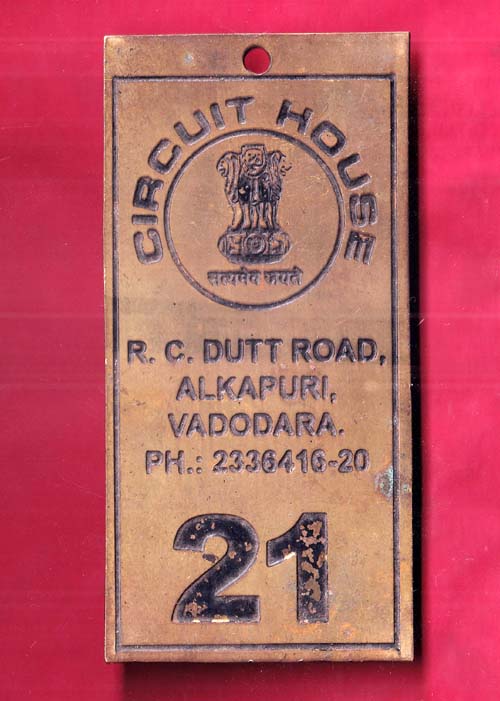 CIRCUIT HOUSE
सत्यमेव जयते
R. C. DUTT ROAD,
ALKAPURI,
VADODARA.
PH.: 2336416-20
21